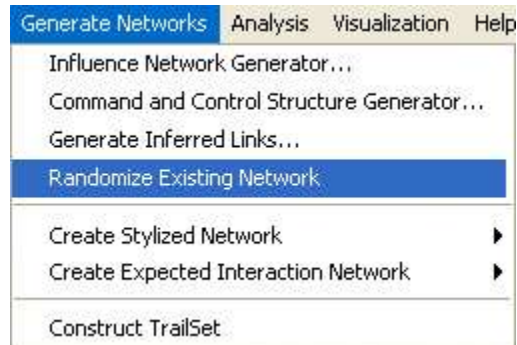 Generate Networks Analysis Visualization Help
Influence Network Generator...
Command and Control Structure Generator...
Generate Inferred Links...
Randomize Existing Network
Create Stylized Network
Create Expected Interaction Network
Construct TrailSet